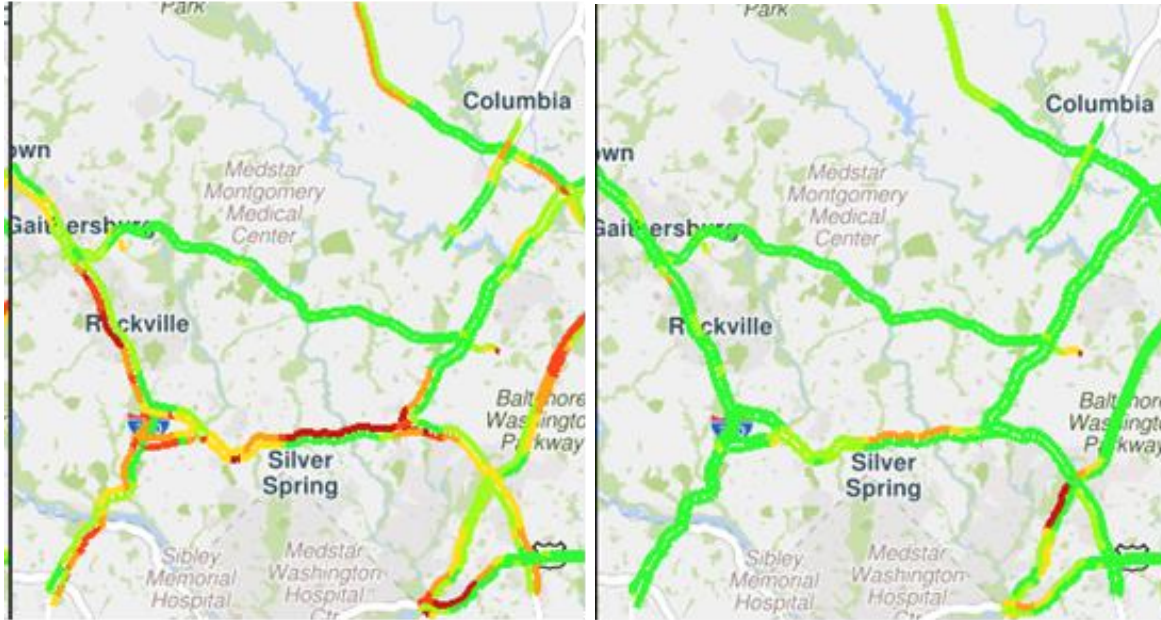 Park
Columbia
own
Medstar
Montgomery
Medical
Center
Gaithersburg
Rockville
Baltimore
Washington
Parkway
Silver
Spring
Sibley
Memorial
Hospital
Medstar
Washington
Hospital
Ctr
Park
Columbia
own
Medstar
Montgomery
Medical
Center
Gaithersburg
Rockville
Baltimore
Washington
Parkway
Silver
Spring
Sibley
Memorial
Hospital
Medstar
Washington
Hospital
Ctr